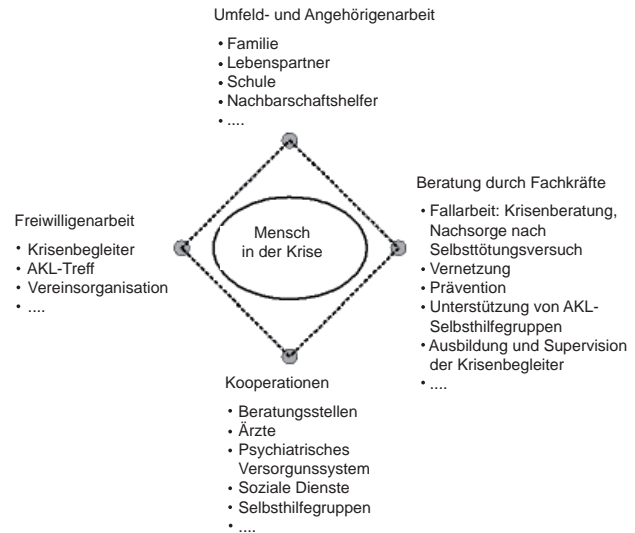 Umfeld- und Angehörigenarbeit
• Familie
• Lebenspartner
• Schule
• Nachbarschaftshelfer
• ....
Freiwilligenarbeit
• Krisenbegleiter
• AKL-Treff
• Vereinsorganisation
• ....
Mensch
in der Krise
Beratung durch Fachkräfte
• Fallarbeit: Krisenberatung,
Nachsorge nach
Selbsttötungsversuch
• Vernetzung
• Prävention
• Unterstützung von AKL-
Selbsthilfegruppen
• Ausbildung und Supervision
der Krisenbegleiter
• ....
Kooperationen
• Beratungsstellen
• Ärzte
• Psychiatrisches
Versorgunssystem
• Soziale Dienste
• Selbsthilfegruppen
• ....